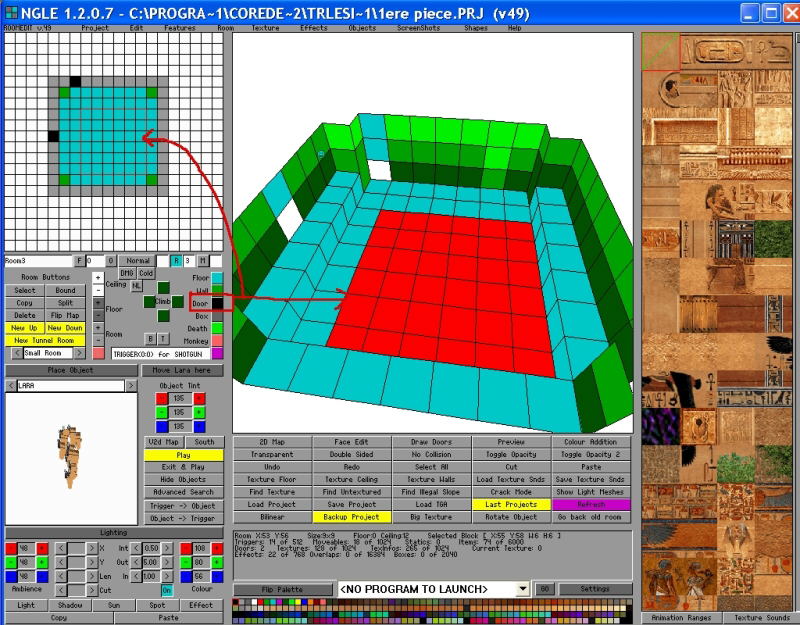 NGLE 1.2.0.7 - C:\PROGRA~1\COREDE~2\TRLESI~1\1ere piece.PRJ (v49)
ROOMEDIT v.49 Project Edit Features Room Texture Effects Objects ScreenShots Shapes Help
Room3 F 0 0 Normal R 3 M
Room Buttons
Select Bound
Copy Split
Delete Flip Map
New Up New Down
New Tunnel Room
< Small Room >
DMG Cold
Ceiling NL
Floor
Climb
Room
B T
Floor
Wall
Door
Box
Death
Monkey
TRIGGER(0:0) for SHOTGUN
Place Object Move Lara here
< LARA >
Object Tint
- 135 +
- 135 +
- 135 +
V2d Map South
Play
Exit & Play
Hide Objects
Advanced Search
Trigger -> Object
Object -> Trigger
2D Map Face Edit Draw Doors Preview Colour Addition
Transparent Double Sided No Collision Toggle Opacity Toggle Opacity 2
Undo Redo Select All Cut Paste
Texture Floor Texture Ceiling Texture Walls Load Texture Snds Save Texture Snds
Find Texture Find Untextured Find Illegal Slope Crack Mode Show Light Meshes
Load Project Save Project Load TGA Last Projects Refresh
Bilinear Backup Project Big Texture Rotate Object Go back old room
Lighting
- 48 + < > X Int < 0.50 > - 108 +
- 48 + < > Y Out < 5.00 > - 80 +
- 48 + < > Len In < 1.00 > - 56 +
Ambience < > Cut On Colour
Light Shadow Sun Spot Effect
Copy Paste
Room X:53 Y:56 Size:9x9 Floor:0 Ceiling:12 Selected Block [ X:55 Y:58 W6 H6 ]
Triggers: 14 of 512 Moveables: 18 of 1024 Statics: 0 Items: 74 of 6000
Doors: 2 Textures: 128 of 1024 TexInfos: 266 of 1024 Current Texture: 0
Effects: 22 of 768 Overlaps: 0 of 16384 Boxes: 0 of 2040
Flip Palette <NO PROGRAM TO LAUNCH> GO Settings
Animation Ranges Texture Sounds